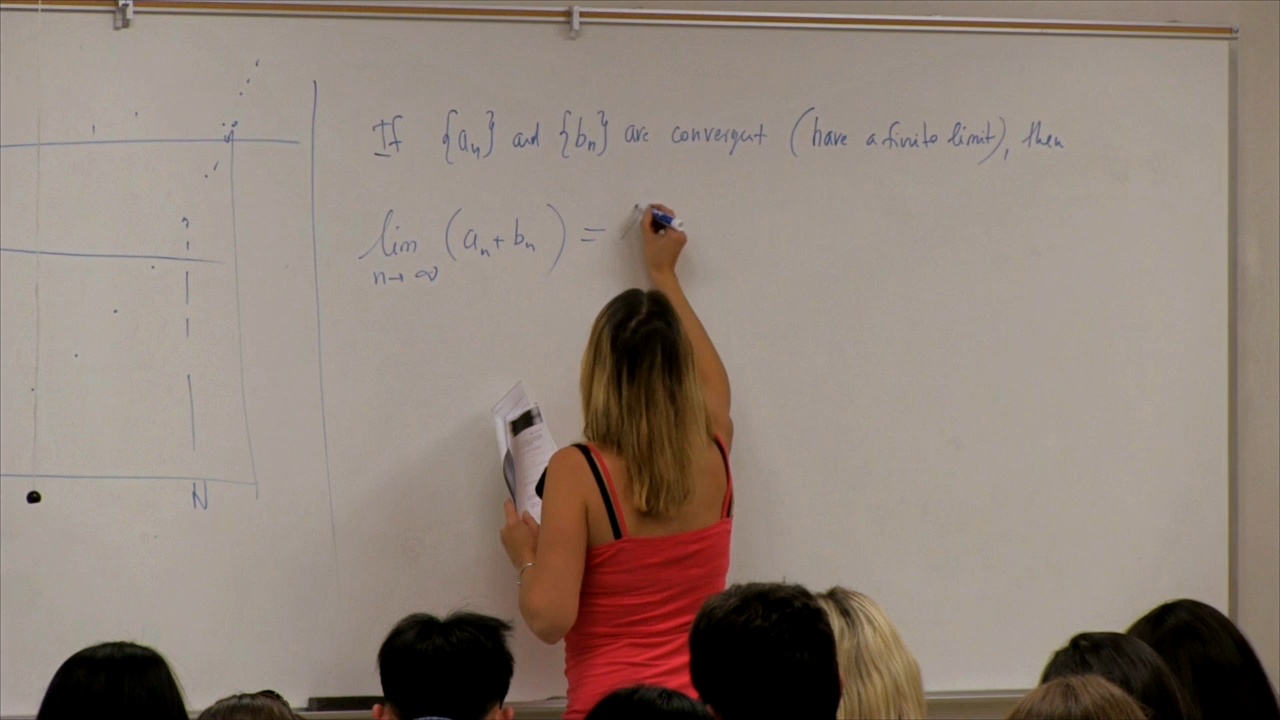 N
If {aₙ} and {bₙ} are convergent (have a finite limit), then
lim (aₙ + bₙ) =
n→∞